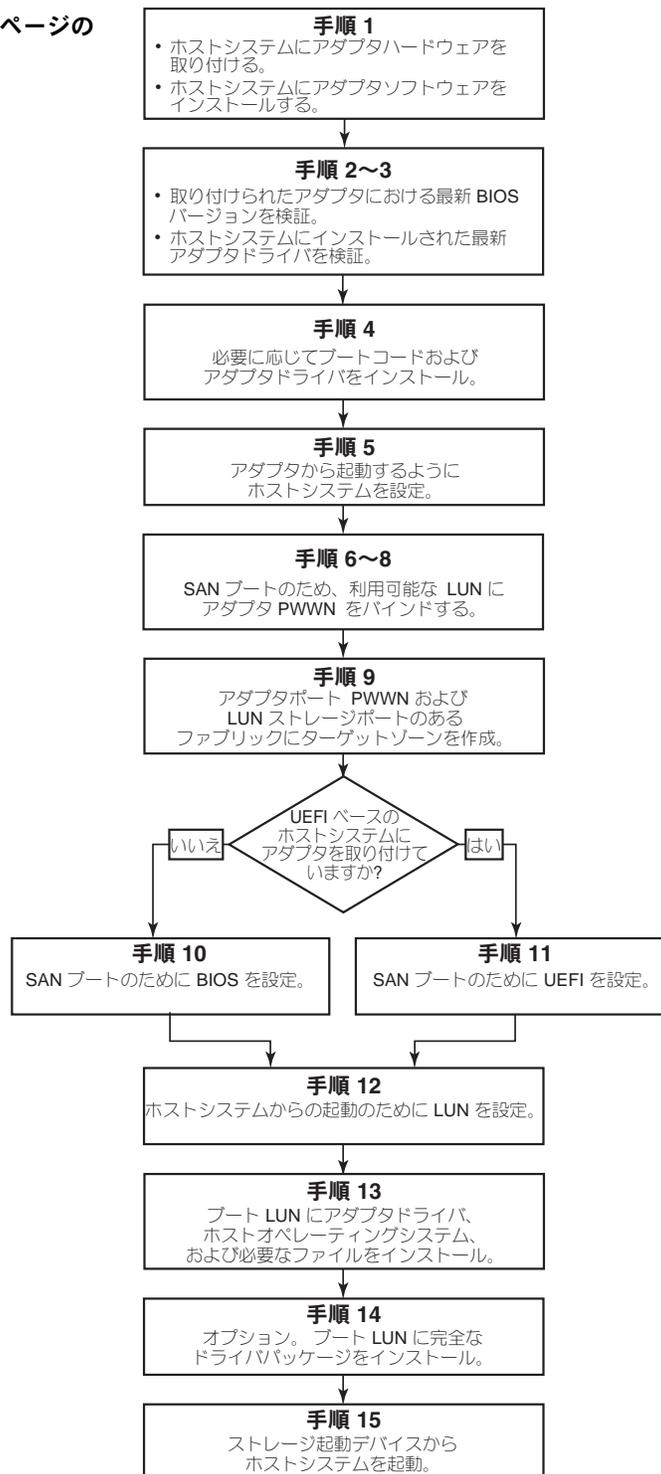 ページの
手順 1
• ホストシステムにアダプタハードウェアを
取り付ける。
• ホストシステムにアダプタソフトウェアを
インストールする。
手順 2～3
• 取り付けられたアダプタにおける最新 BIOS
バージョンを検証。
• ホストシステムにインストールされた最新
アダプタドライバを検証。
手順 4
必要に応じてブートコードおよび
アダプタドライバをインストール。
手順 5
アダプタから起動するように
ホストシステムを設定。
手順 6～8
SAN ブートのため、利用可能な LUN に
アダプタ PWWN をバインドする。
手順 9
アダプタポート PWWN および
LUN ストレージポートのある
ファブリックにターゲットゾーンを作成。
UEFI ベースの
ホストシステムに
アダプタを取り付けて
いますか?
いいえ
はい
手順 10
SAN ブートのために BIOS を設定。
手順 11
SAN ブートのために UEFI を設定。
手順 12
ホストシステムからの起動のために LUN を設定。
手順 13
ブート LUN にアダプタドライバ、
ホストオペレーティングシステム、
および必要なファイルをインストール。
手順 14
オプション。 ブート LUN に完全な
ドライバパッケージをインストール。
手順 15
ストレージ起動デバイスから
ホストシステムを起動。